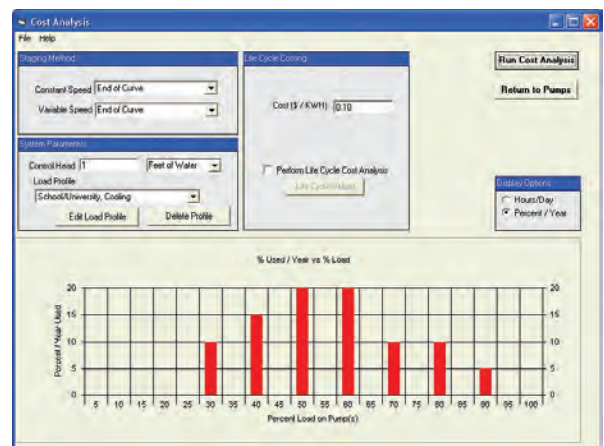 Cost Analysis
File Help
Staging Method
Constant Speed End of Curve
Variable Speed End of Curve
System Parameters
Control Head 1 Feet of Water
Load Profile
School/University, Cooling
Edit Load Profile Delete Profile
Life Cycle Costing
Cost ($ / KWH) 0.10
Perform Life Cycle Cost Analysis
Life Cycle Values
Run Cost Analysis
Return to Pumps
Display Options
Hours/Day
Percent / Year
% Used / Year vs % Load
Percent / Year Used
20 20
15 15
10 10
5 5
0 0
5 10 15 20 25 30 35 40 45 50 55 60 65 70 75 80 85 90 95 100
Percent Load on Pump(s)